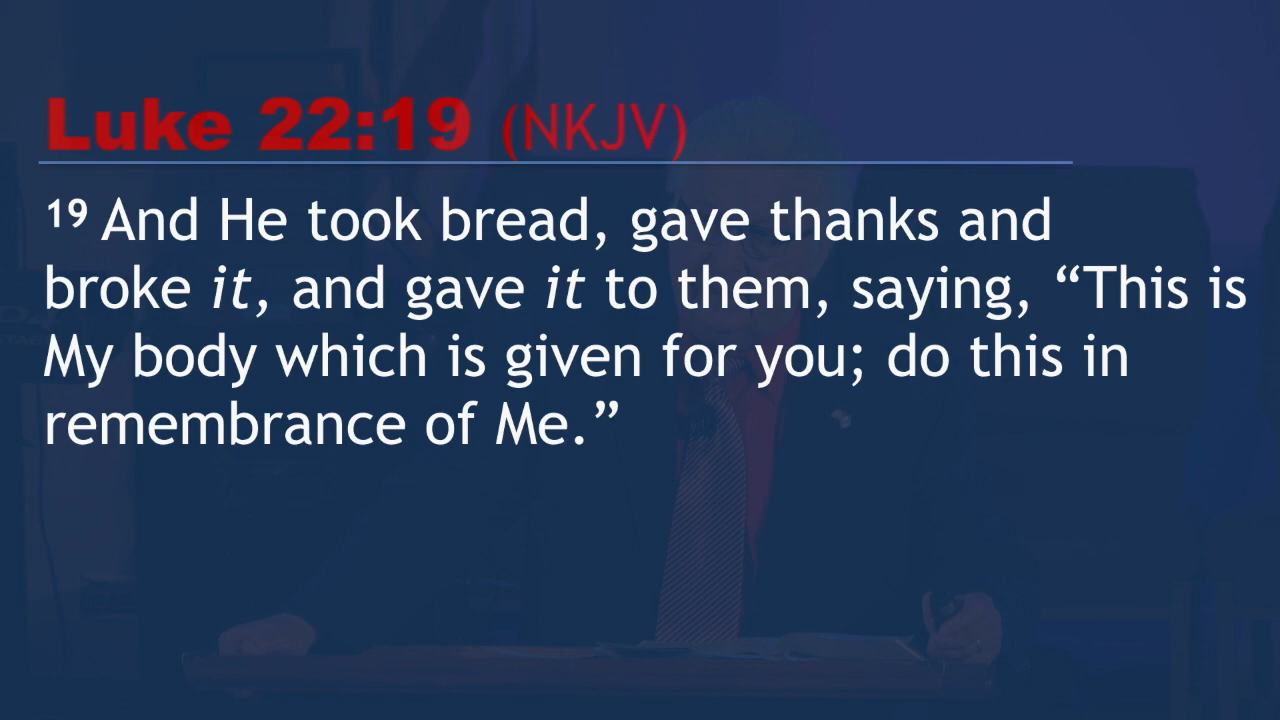 Luke 22:19 (NKJV)
19 And He took bread, gave thanks and
broke it, and gave it to them, saying, “This is
My body which is given for you; do this in
remembrance of Me.”